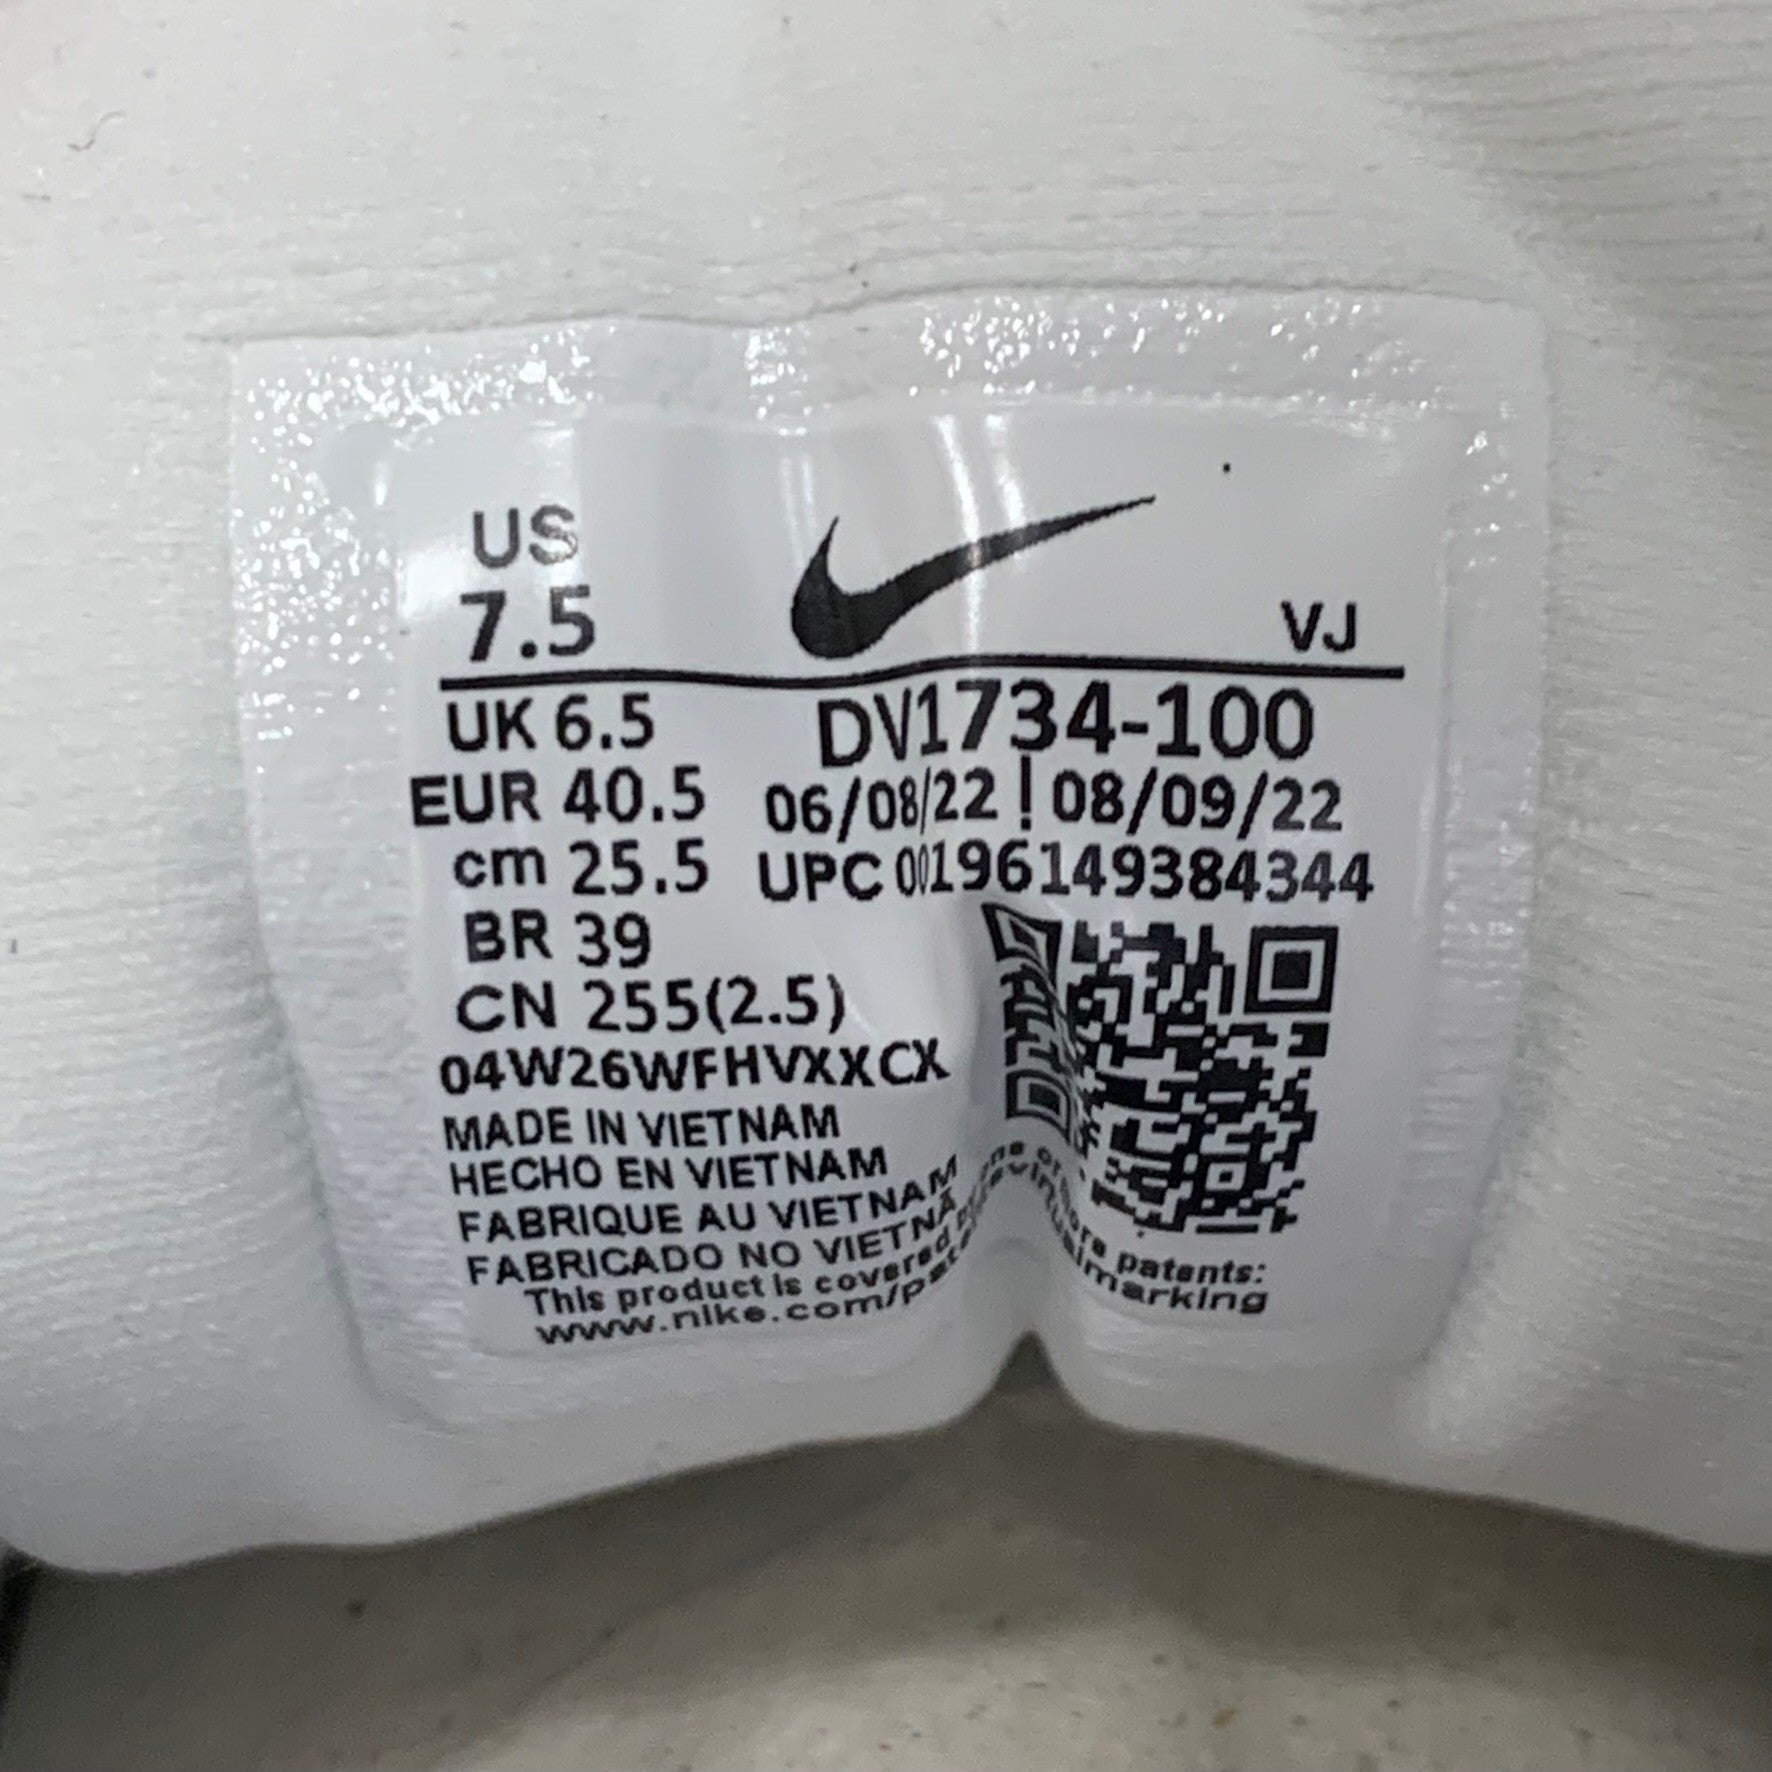 US
7.5
VJ
UK 6.5
DV1734-100
EUR 40.5
06/08/22 ! 08/09/22
cm 25.5
UPC 00196149384344
BR 39
CN 255(2.5)
04W26WFHVXXCX
MADE IN VIETNAM
HECHO EN VIETNAM
FABRIQUE AU VIETNAM
FABRICADO NO VIETNÃ
This product is covered patents:
www.nike.com/